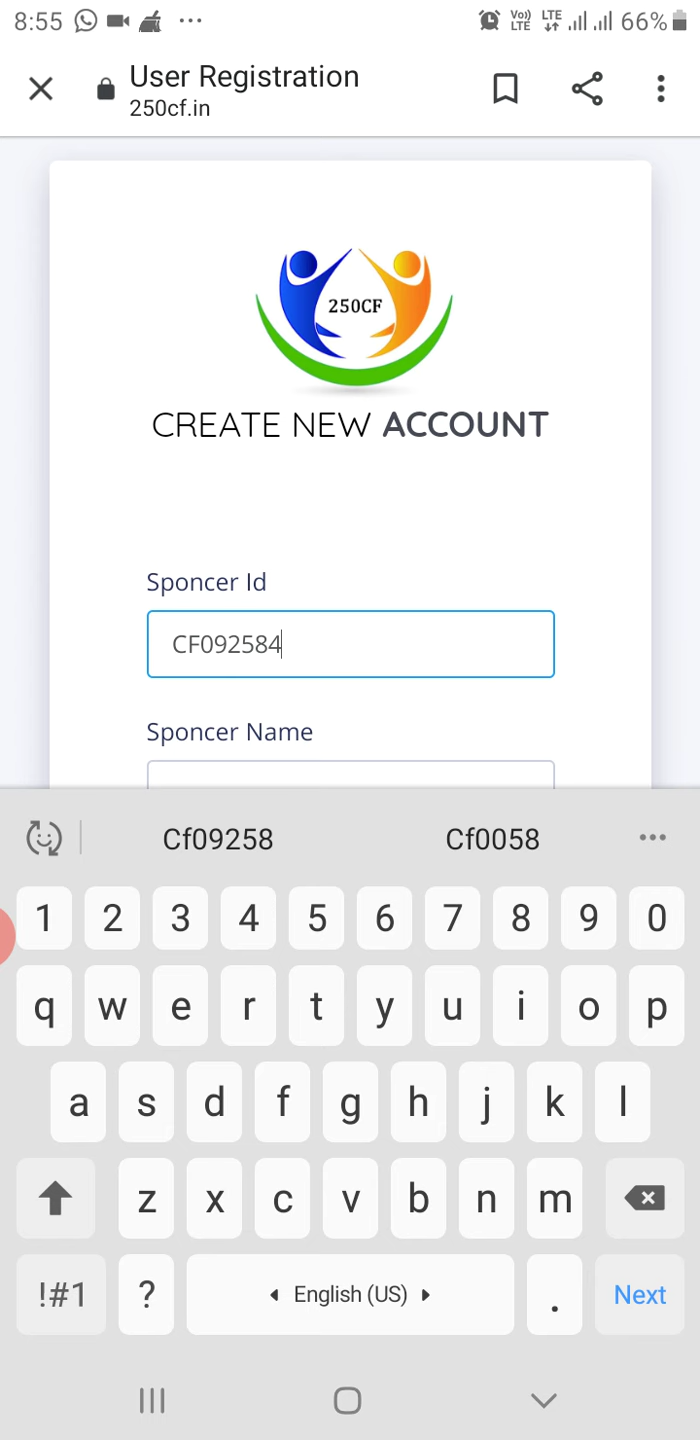 8:55 ... LTE 66%
User Registration
250cf.in
250CF
CREATE NEW ACCOUNT
Sponcer Id
CF092584
Sponcer Name
Cf09258 Cf0058 ...
1 2 3 4 5 6 7 8 9 0
q w e r t y u i o p
a s d f g h j k l
z x c v b n m
!#1 ? English (US) . Next